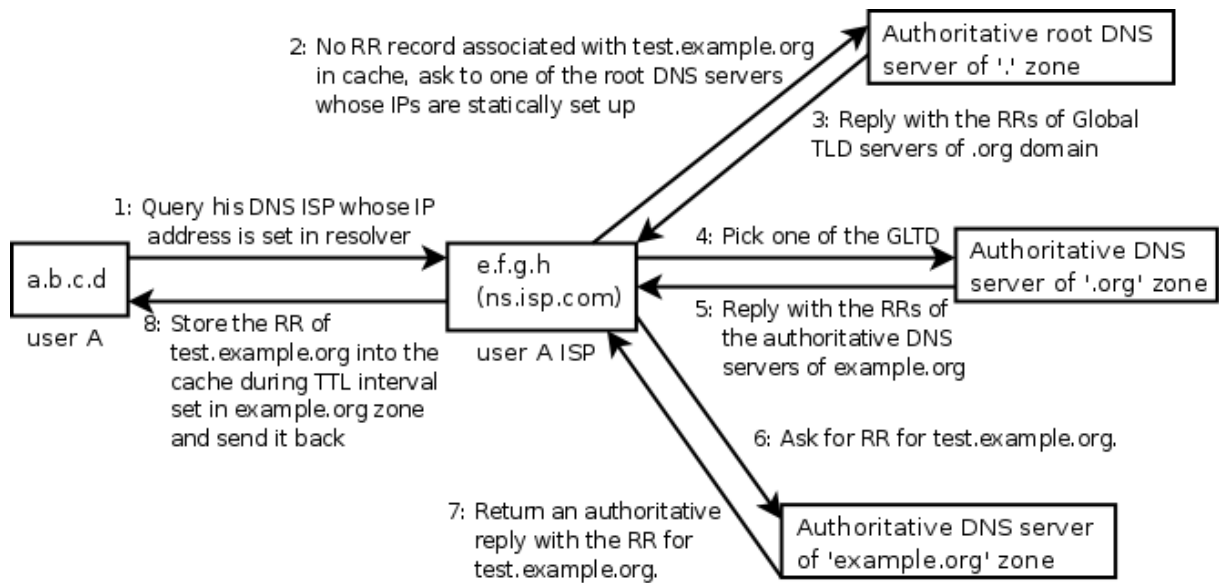 2: No RR record associated with test.example.org
in cache, ask to one of the root DNS servers
whose IPs are statically set up
Authoritative root DNS
server of '.' zone
3: Reply with the RRs of Global
TLD servers of .org domain
1: Query his DNS ISP whose IP
address is set in resolver
a.b.c.d
user A
e.f.g.h
(ns.isp.com)
user A ISP
4: Pick one of the GLTD
Authoritative DNS
server of '.org' zone
5: Reply with the RRs of
the authoritative DNS
servers of example.org
8: Store the RR of
test.example.org into the
cache during TTL interval
set in example.org zone
and send it back
6: Ask for RR for test.example.org.
7: Return an authoritative
reply with the RR for
test.example.org.
Authoritative DNS server
of 'example.org' zone